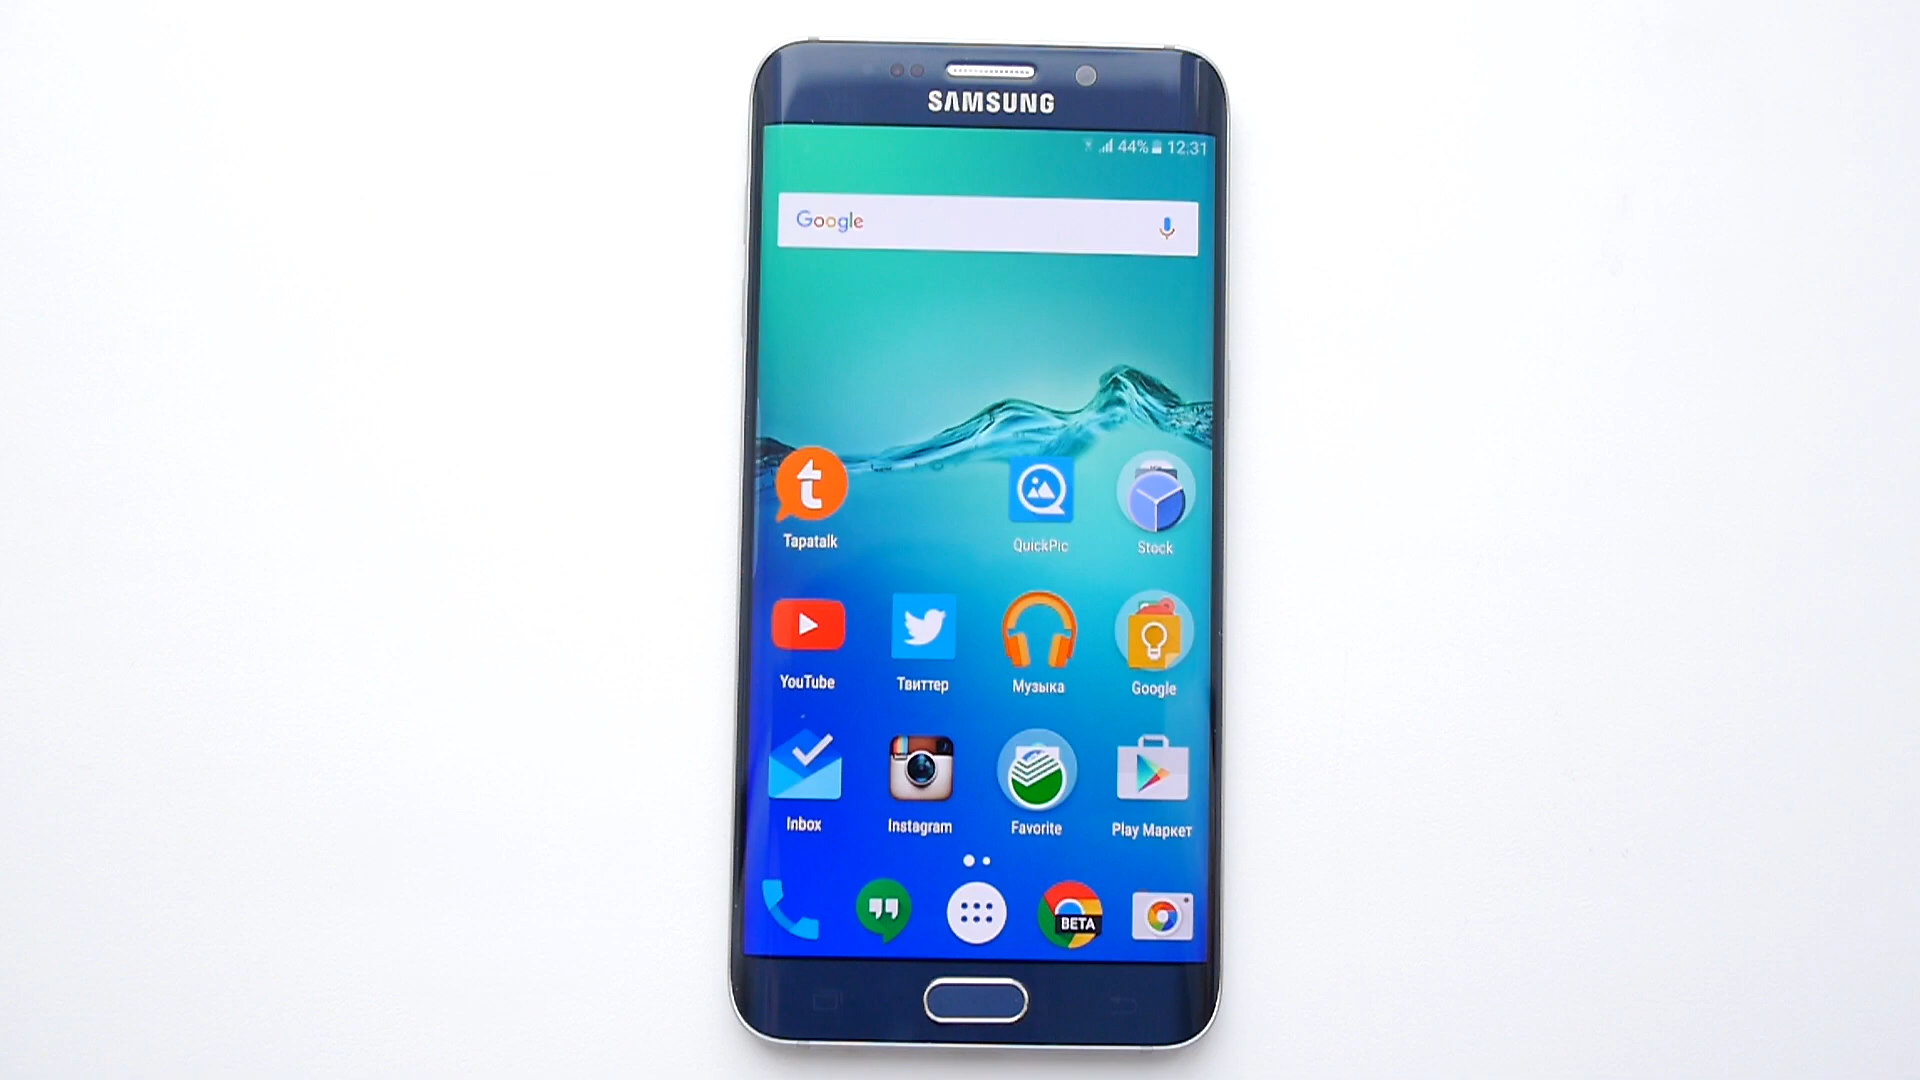 SAMSUNG
44% 12:31
Google
Tapatalk
QuickPic
Stock
YouTube
Твиттер
Музыка
Google
Inbox
Instagram
Favorite
Play Маркет
BETA